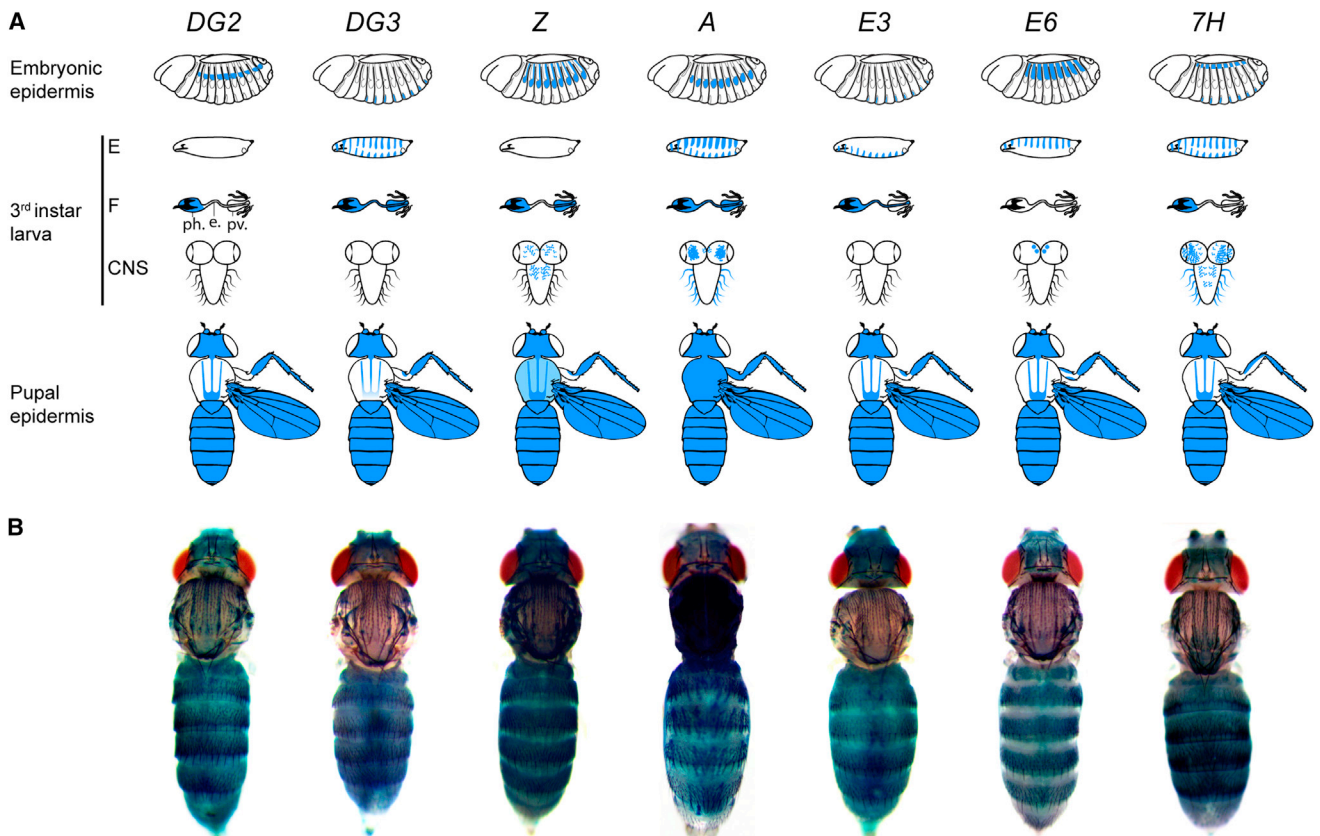 A
DG2 DG3 Z A E3 E6 7H
Embryonic
epidermis
E
F
3rd instar
larva
ph. e. pv.
CNS
Pupal
epidermis
B